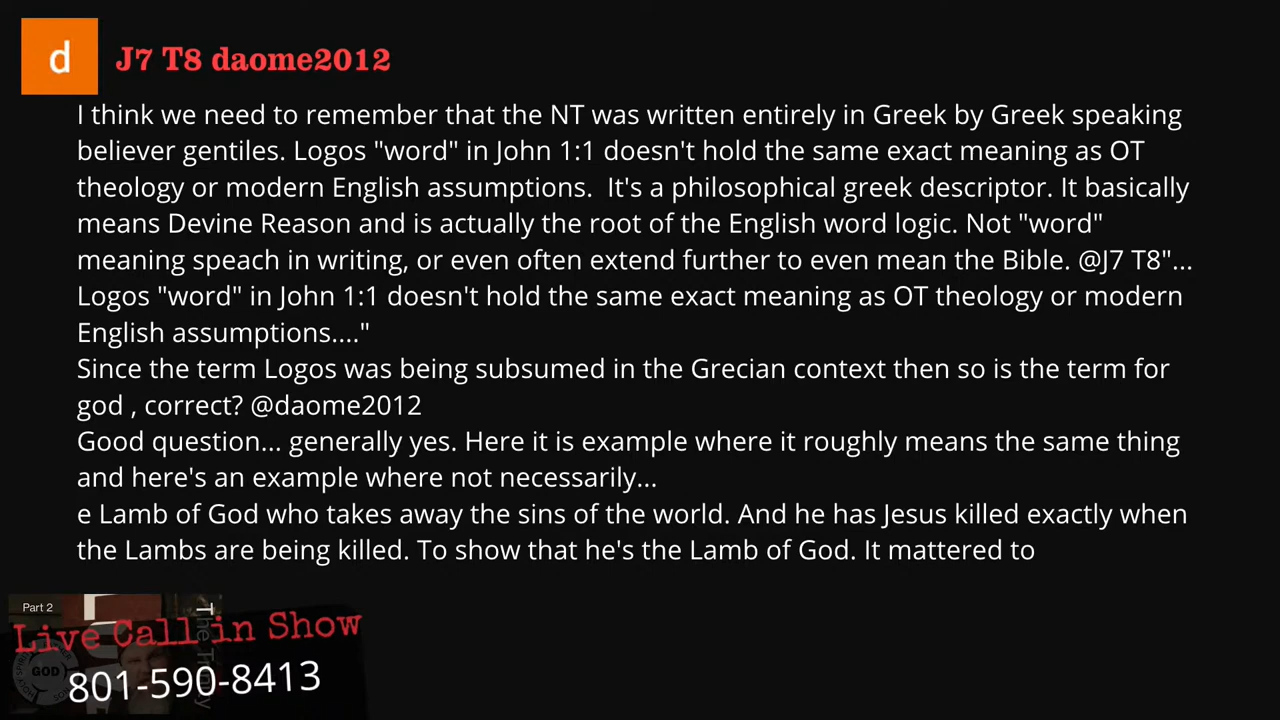 d
J7 T8 daome2012
I think we need to remember that the NT was written entirely in Greek by Greek speaking
believer gentiles. Logos "word" in John 1:1 doesn't hold the same exact meaning as OT
theology or modern English assumptions.  It's a philosophical greek descriptor. It basically
means Devine Reason and is actually the root of the English word logic. Not "word"
meaning speach in writing, or even often extend further to even mean the Bible. @J7 T8"...
Logos "word" in John 1:1 doesn't hold the same exact meaning as OT theology or modern
English assumptions...."
Since the term Logos was being subsumed in the Grecian context then so is the term for
god , correct? @daome2012
Good question... generally yes. Here it is example where it roughly means the same thing
and here's an example where not necessarily...
e Lamb of God who takes away the sins of the world. And he has Jesus killed exactly when
the Lambs are being killed. To show that he's the Lamb of God. It mattered to
Part 2
The Trinity
Live Call in Show
GOD
801-590-8413